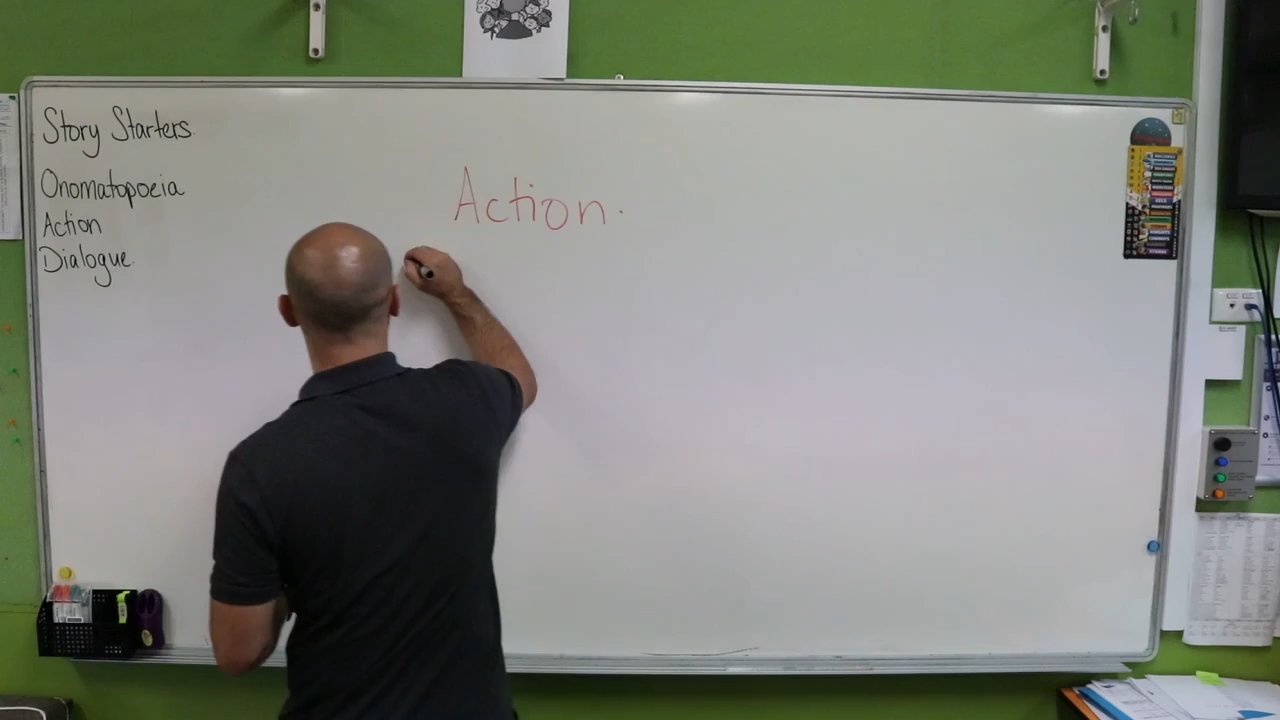 Story Starters.
Onomatopoeia
Action
Dialogue.
Action.